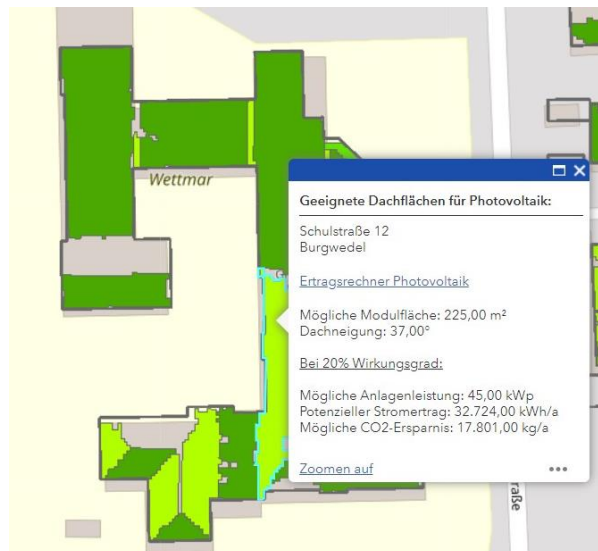 Wettmar
Geeignete Dachflächen für Photovoltaik:
Schulstraße 12
Burgwedel
Ertragsrechner Photovoltaik
Mögliche Modulfläche: 225,00 m²
Dachneigung: 37,00°
Bei 20% Wirkungsgrad:
Mögliche Anlagenleistung: 45,00 kWp
Potenzieller Stromertrag: 32.724,00 kWh/a
Mögliche CO2-Ersparnis: 17.801,00 kg/a
Zoomen auf
raße